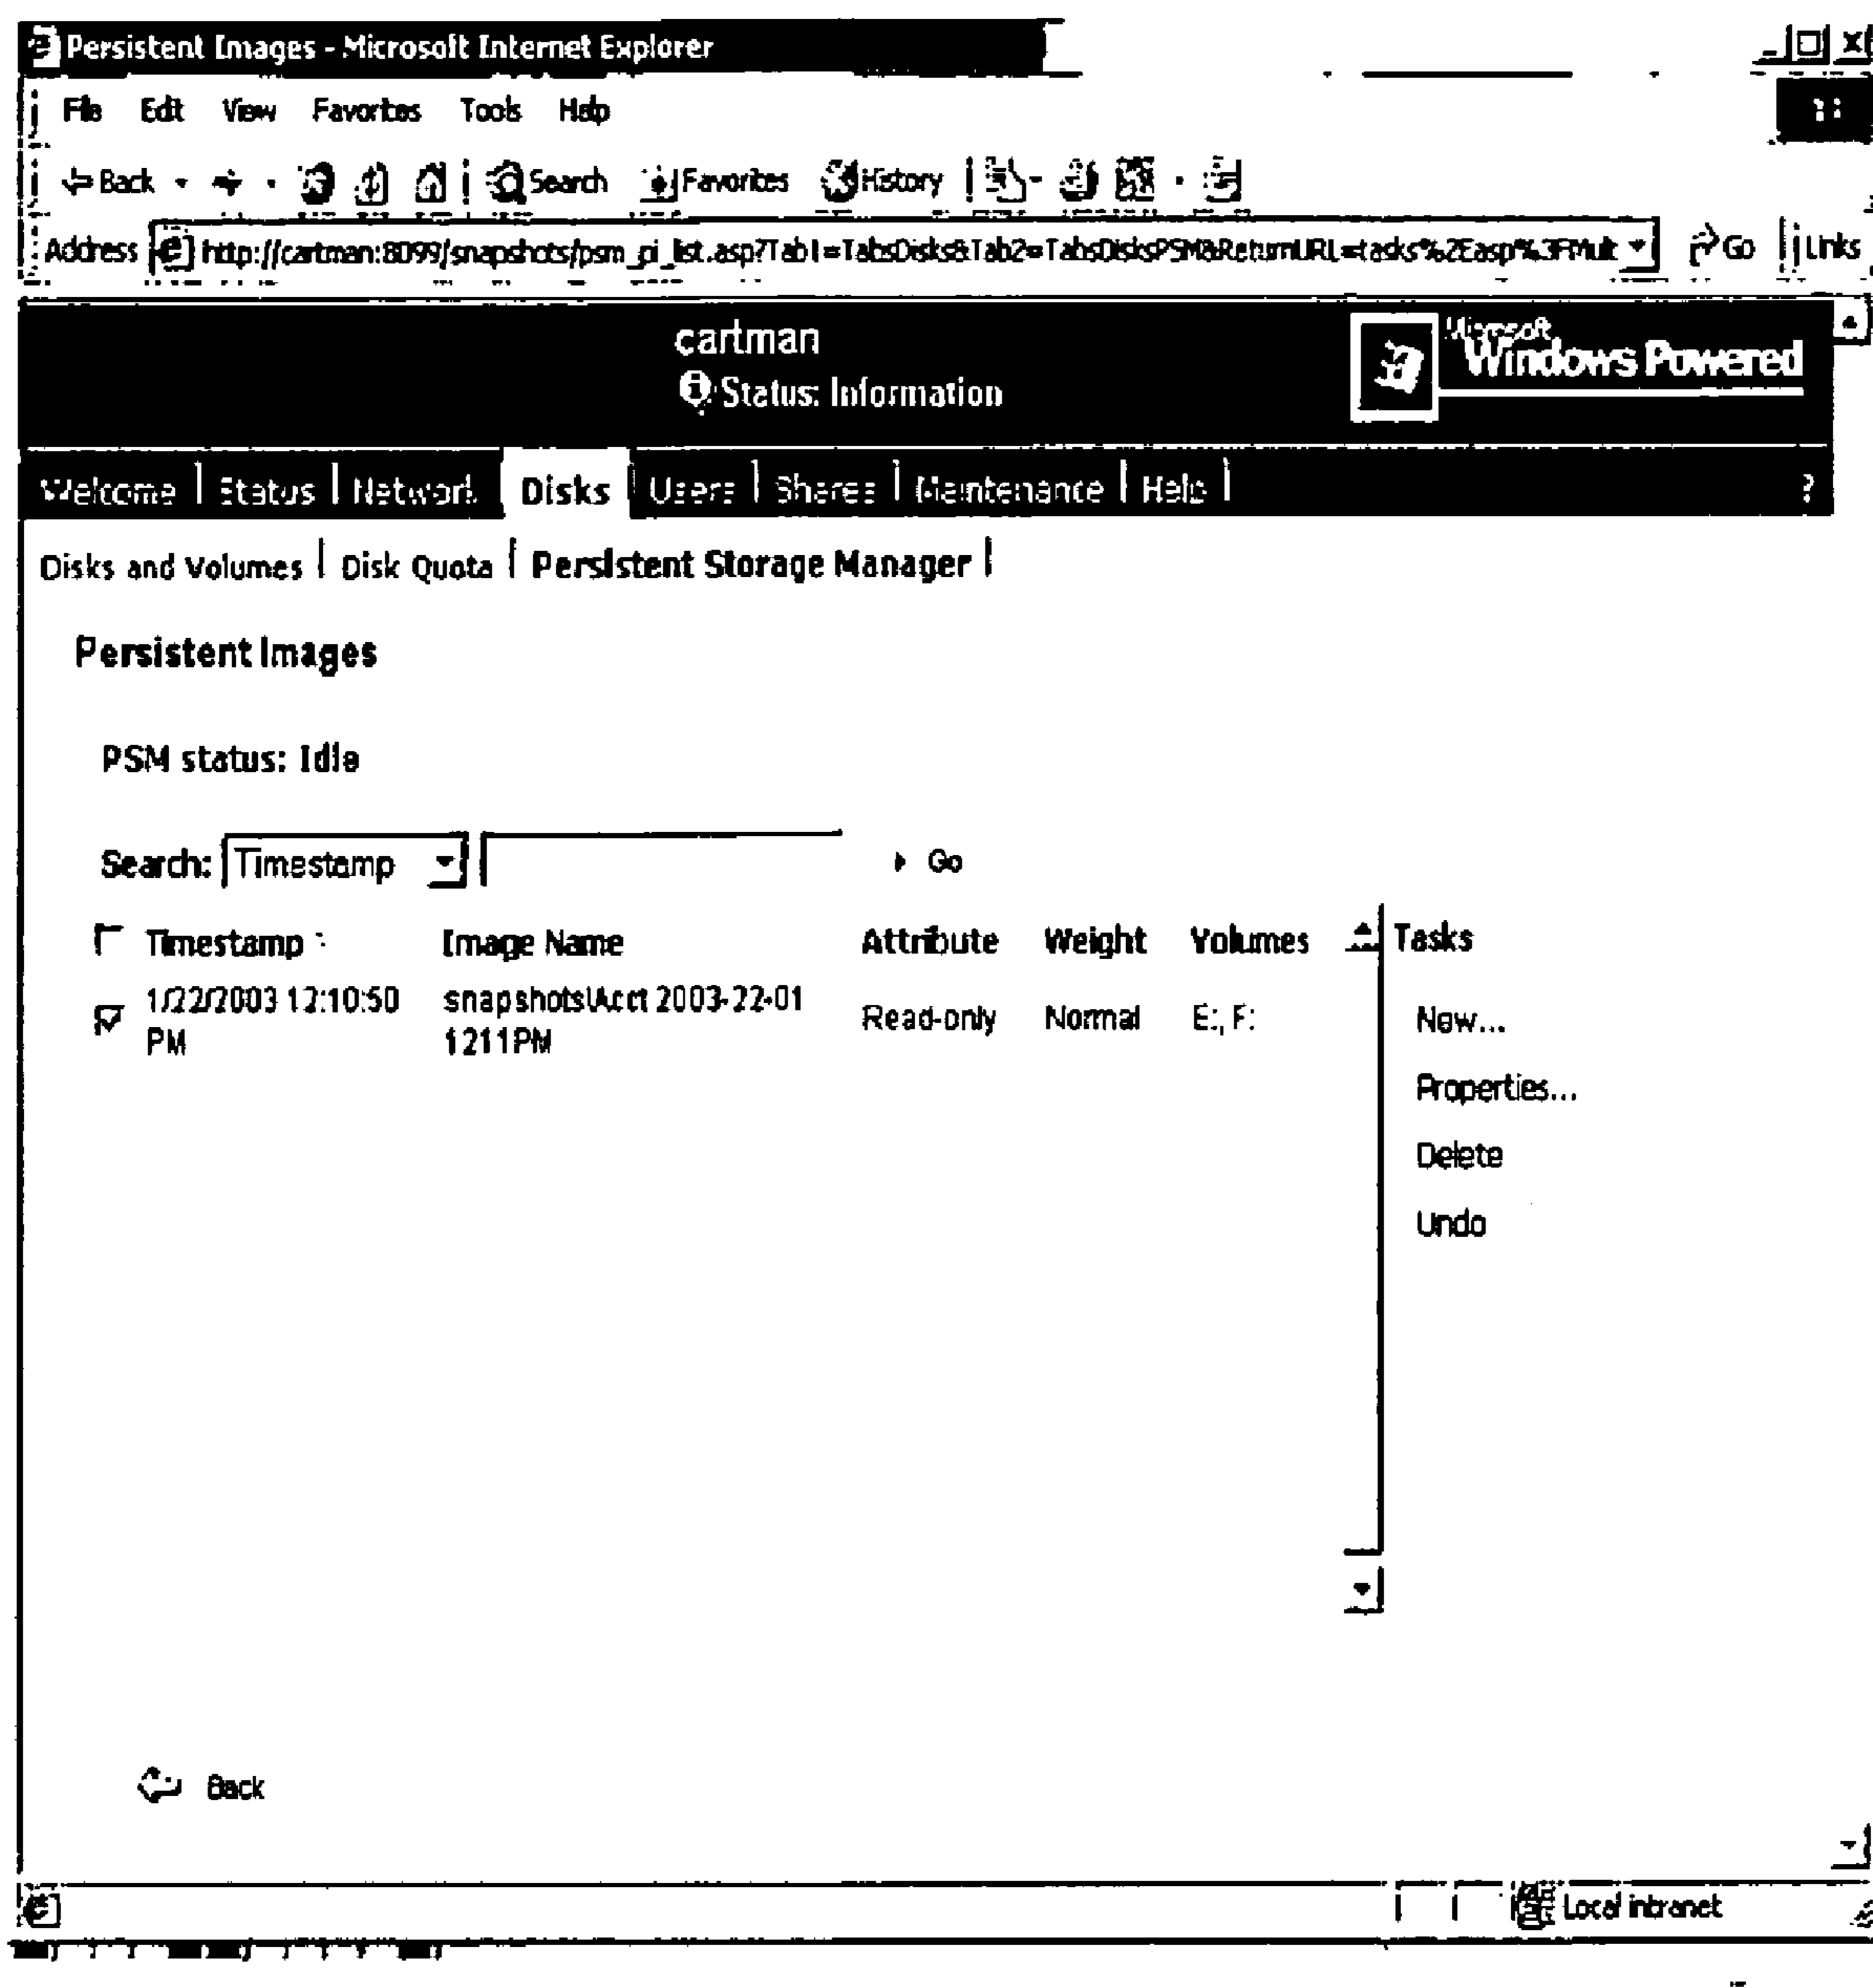 Persistent Images - Microsoft Internet Explorer
File Edit View Favorites Tools Help
Back Search Favorites History
Address http://cartman:8099/snapshots/psm_pi_list.asp?Tab1=TabsDisks&Tab2=TabsDisksPSM&ReturnURL=tasks%2Easp%3FMult Go Links
cartman
Status: Information
Microsoft
Windows Powered
Welcome | Status | Network Disks Users | Shares | Maintenance | Help | ?
Disks and Volumes | Disk Quota | Persistent Storage Manager |
Persistent Images
PSM status: Idle
Search: Timestamp Go
Timestamp Image Name Attribute Weight Volumes Tasks
1/22/2003 12:10:50 PM snapshots\Acct 2003-22-01 1211PM Read-only Normal E:, F:
New...
Properties...
Delete
Undo
Back
Local intranet